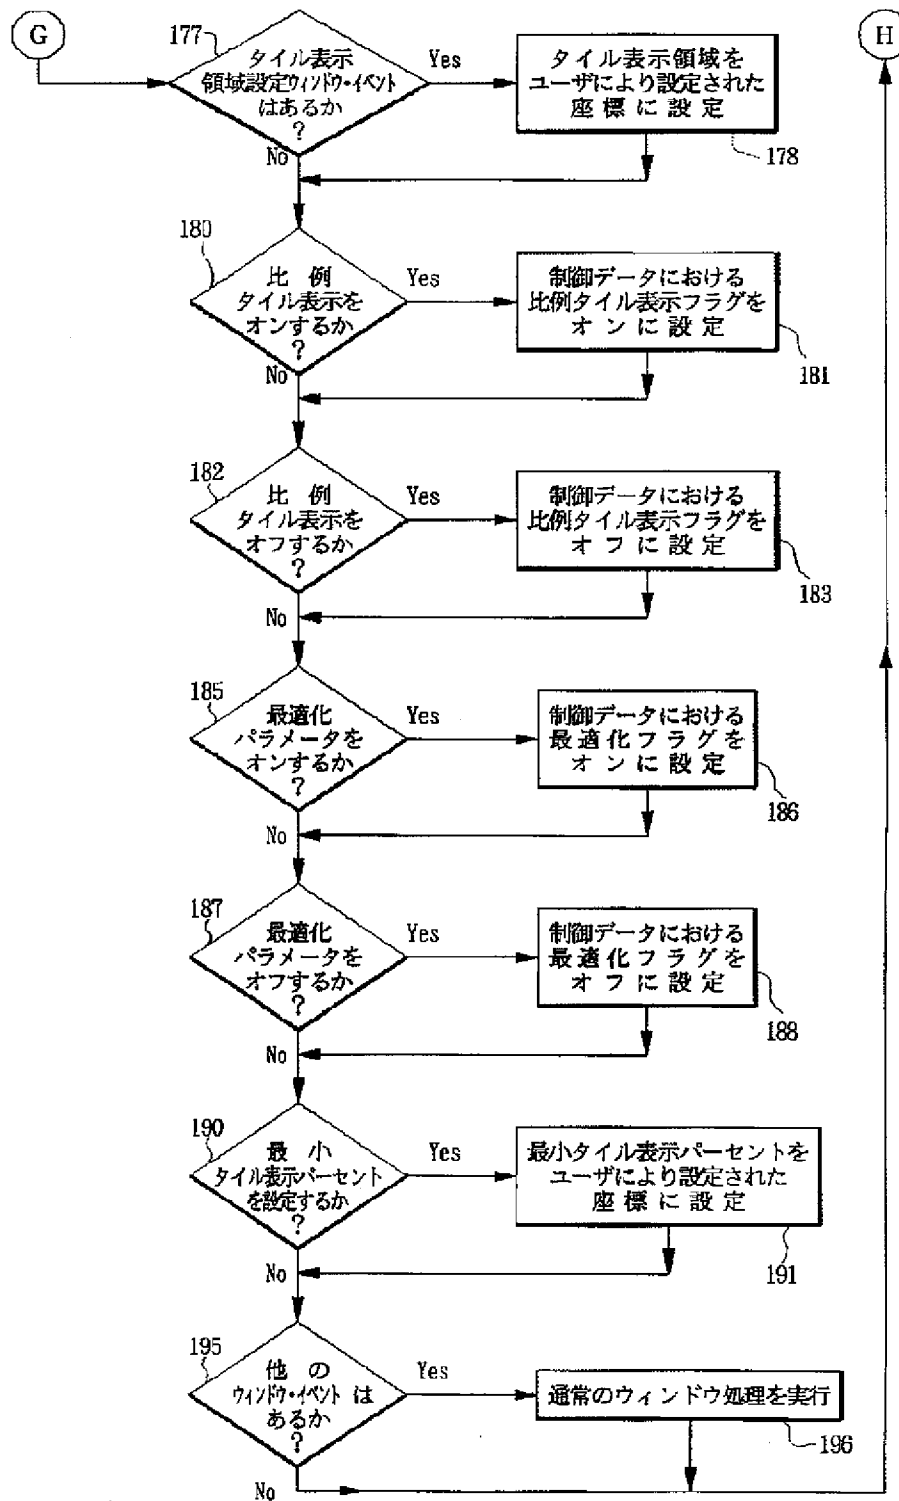 G
H
177
タイル表示
領域設定ウィンドウ・イベント
はあるか
?
Yes
No
タイル表示領域を
ユーザにより設定された
座標に設定
178
180
比例
タイル表示を
オンするか
?
Yes
No
制御データにおける
比例タイル表示フラグを
オンに設定
181
182
比例
タイル表示を
オフするか
?
Yes
No
制御データにおける
比例タイル表示フラグを
オフに設定
183
185
最適化
パラメータを
オンするか
?
Yes
No
制御データにおける
最適化フラグを
オンに設定
186
187
最適化
パラメータを
オフするか
?
Yes
No
制御データにおける
最適化フラグを
オフに設定
188
190
最小
タイル表示パーセント
を設定するか
?
Yes
No
最小タイル表示パーセントを
ユーザにより設定された
座標に設定
191
195
他の
ウィンドウ・イベントは
あるか
?
Yes
No
通常のウィンドウ処理を実行
196